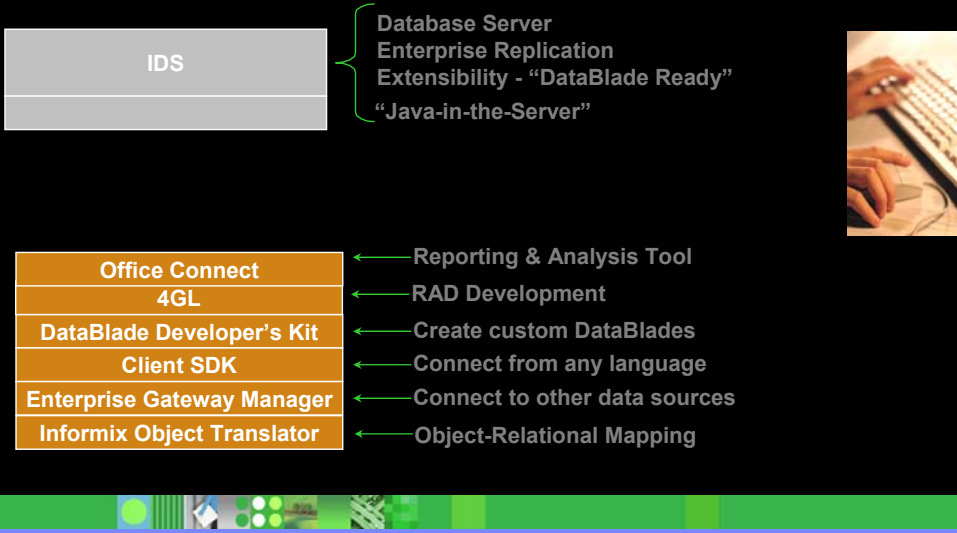 IDS
Database Server
Enterprise Replication
Extensibility - “DataBlade Ready”
“Java-in-the-Server”
Office Connect
Reporting & Analysis Tool
4GL
RAD Development
DataBlade Developer’s Kit
Create custom DataBlades
Client SDK
Connect from any language
Enterprise Gateway Manager
Connect to other data sources
Informix Object Translator
Object-Relational Mapping